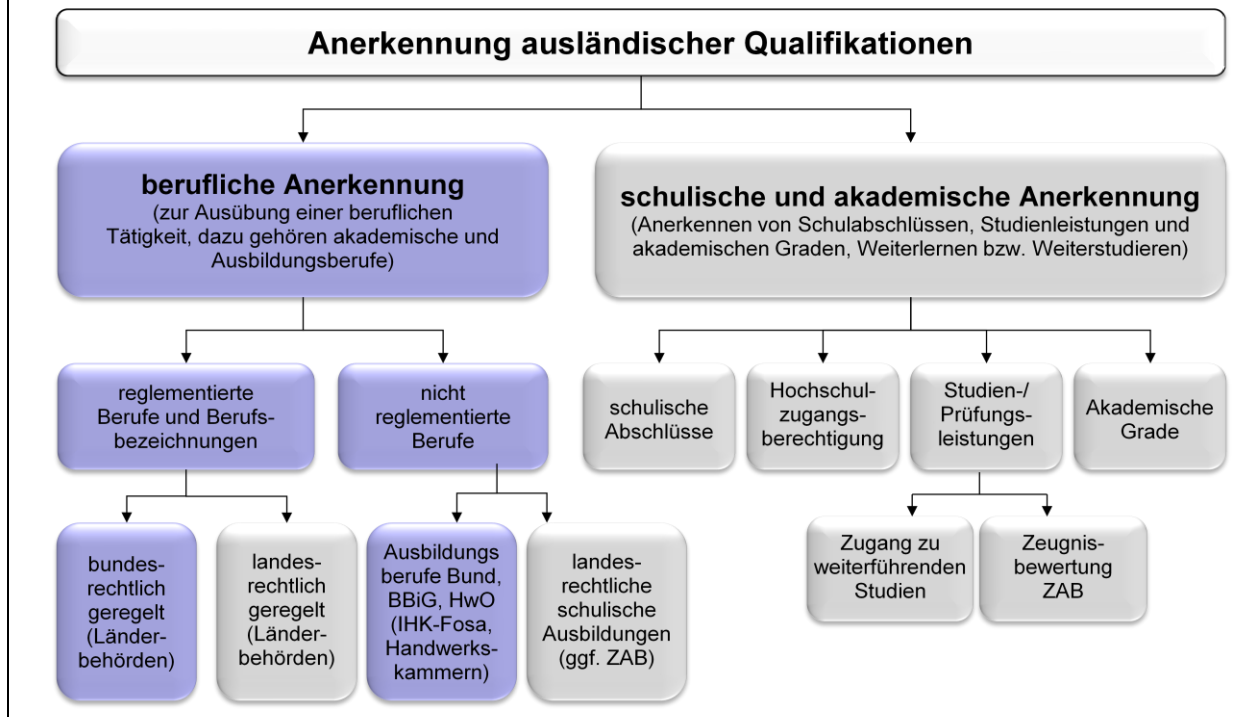 Anerkennung ausländischer Qualifikationen
berufliche Anerkennung
(zur Ausübung einer beruflichen
Tätigkeit, dazu gehören akademische und
Ausbildungsberufe)
schulische und akademische Anerkennung
(Anerkennen von Schulabschlüssen, Studienleistungen und
akademischen Graden, Weiterlernen bzw. Weiterstudieren)
reglementierte
Berufe und Berufs-
bezeichnungen
nicht
reglementierte
Berufe
schulische
Abschlüsse
Hochschul-
zugangs-
berechtigung
Studien-/
Prüfungs-
leistungen
Akademische
Grade
bundes-
rechtlich
geregelt
(Länder-
behörden)
landes-
rechtlich
geregelt
(Länder-
behörden)
Ausbildungs
berufe Bund,
BBiG, HwO
(IHK-Fosa,
Handwerks-
kammern)
landes-
rechtliche
schulische
Ausbildungen
(ggf. ZAB)
Zugang zu
weiterführenden
Studien
Zeugnis-
bewertung
ZAB